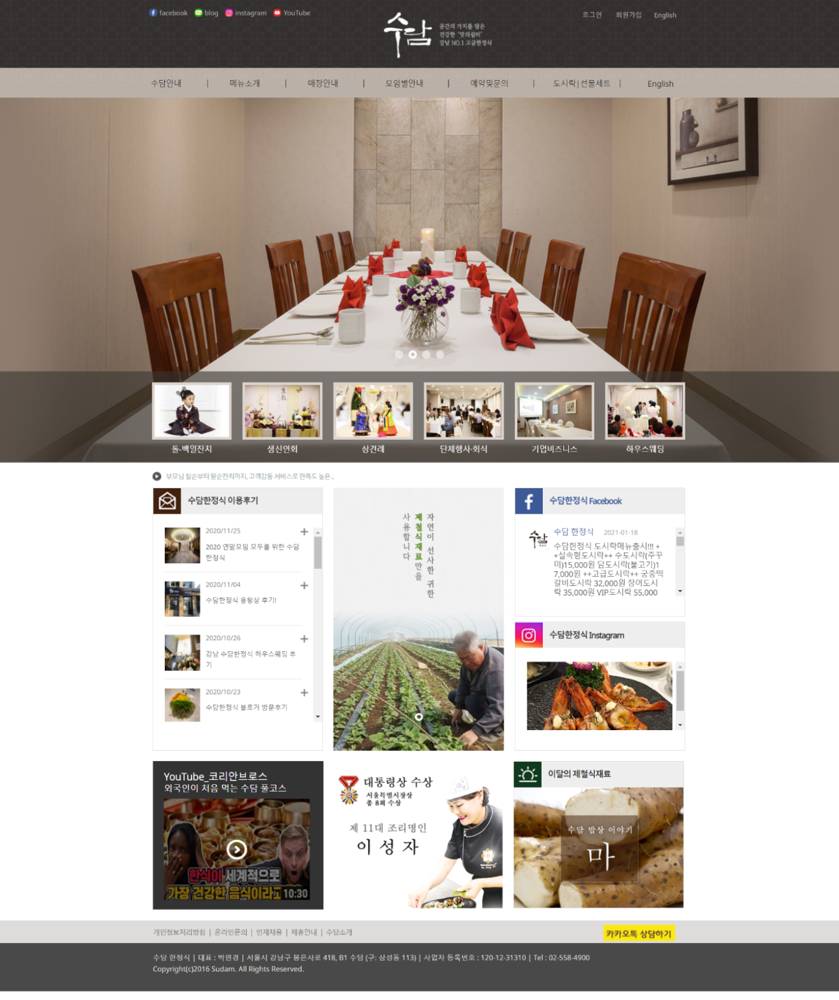 facebook blog instagram YouTube
수담
공간의 가치를 담은
건강한 '맛의쉼터'
강남 NO.1 고급한정식
로그인 회원가입 English
수담안내 | 메뉴소개 | 매장안내 | 모임별안내 | 예약및문의 | 도시락|선물세트 | English
生辰
돌-백일잔치 생신연회 상견례 단체행사·회식 기업비즈니스 하우스웨딩
부모님 칠순부터 팔순잔치까지, 고객감동 서비스로 만족도 높은 ..
수담한정식 이용후기
2020/11/25
2020 연말모임 모두를 위한 수담
한정식
2020/11/04
수담한정식 용왕상 후기!
2020/10/26
강남 수담한정식 하우스웨딩 후
기
2020/10/23
수담한정식 블로거 방문후기
자연이 선사한 귀한
제철식재료만을
사용합니다
수담한정식 Facebook
수담
수담 한정식 2021-01-18
수담한정식 도시락메뉴출시!!! +
+실속형도시락++ 수도시락(주꾸
미)15,000원 담도시락(불고기)1
7,000원 ++고급도시락++ 궁중떡
갈비도시락 32,000원 장어도시
락 35,000원 VIP도시락 55,000
수담한정식 Instagram
YouTube_코리안브로스
외국인이 처음 먹는 수담 풀코스
한식이 세계적으로
가장 건강한 음식이라고
10:30
대통령상 수상
서울특별시장상
총 8회 수상
제 11대 조리명인
이성자
이달의 제철식재료
수담 밥상 이야기
마
개인정보처리방침 | 온라인문의 | 인재채용 | 제휴안내 | 수담소개
카카오톡 상담하기
수담 한정식 | 대표 : 박민경 | 서울시 강남구 봉은사로 418, B1 수담 (구: 삼성동 113) | 사업자 등록번호 : 120-12-31310 | Tel : 02-558-4900
Copyright(c)2016 Sudam. All Rights Reserved.